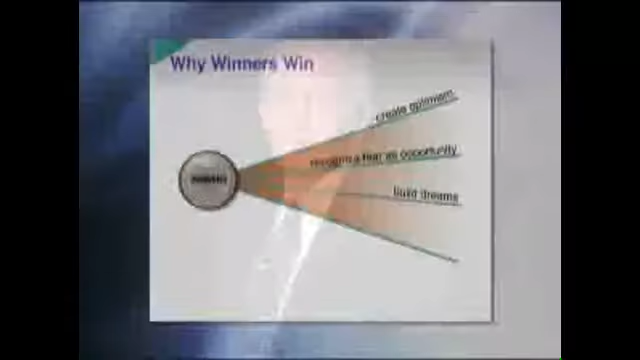 Why Winners Win
create optimism
recognize fear as opportunity
build dreams